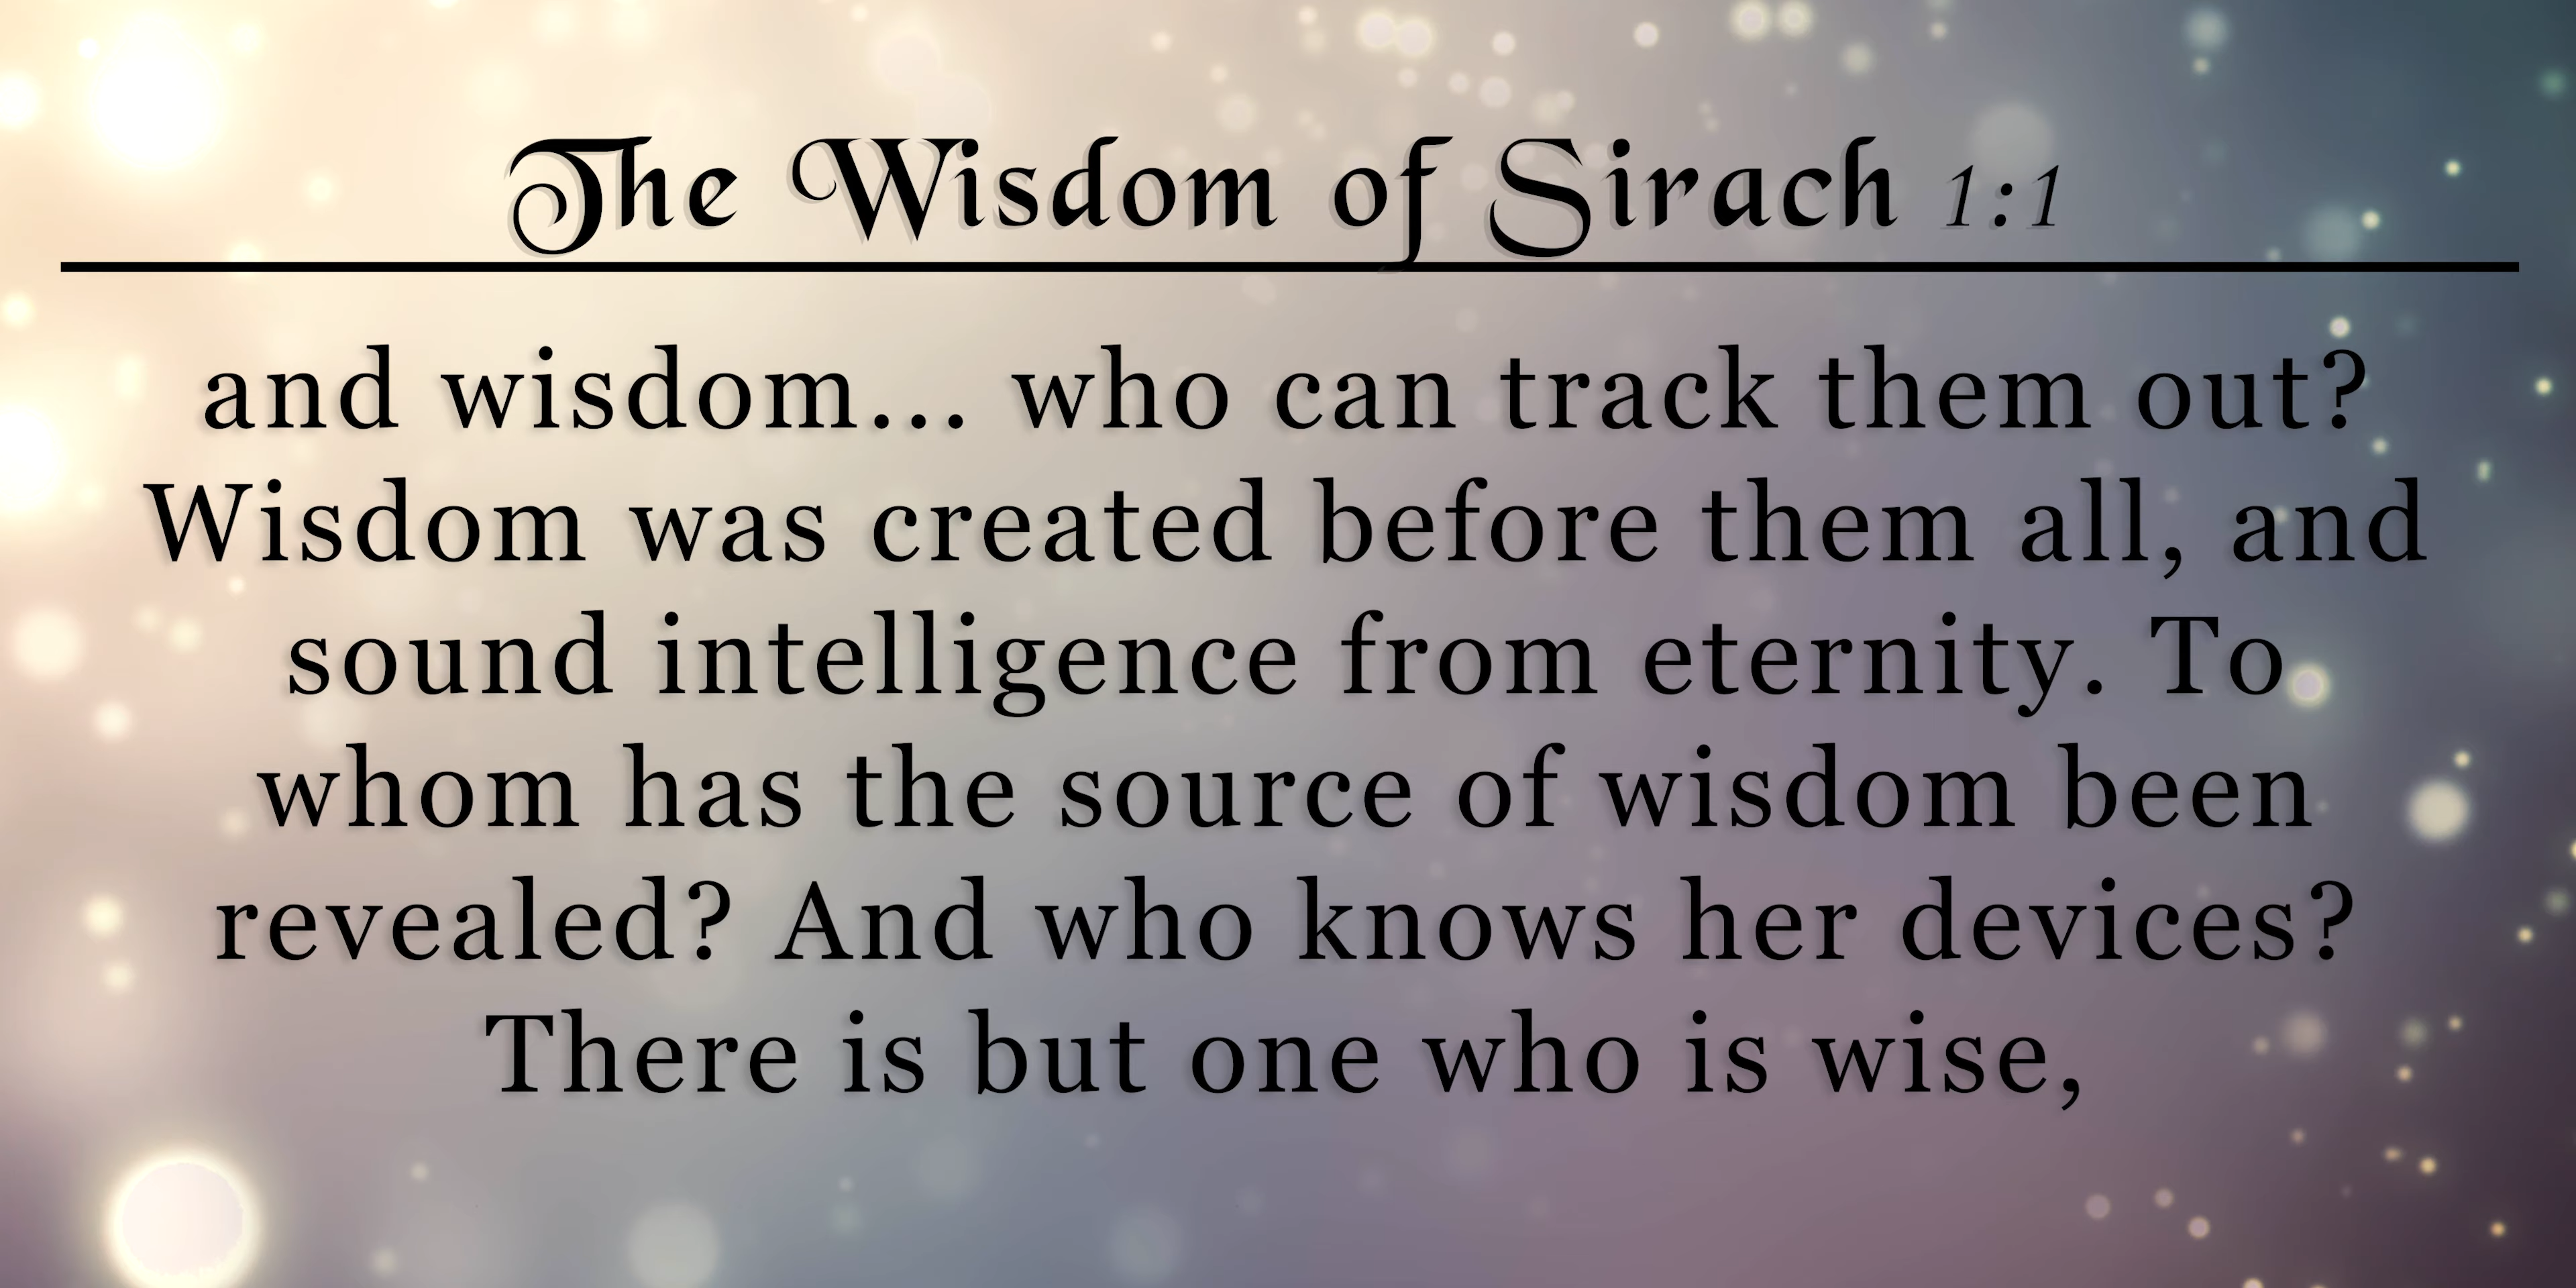 The Wisdom of Sirach 1:1
and wisdom... who can track them out?
Wisdom was created before them all, and
sound intelligence from eternity. To
whom has the source of wisdom been
revealed? And who knows her devices?
There is but one who is wise,